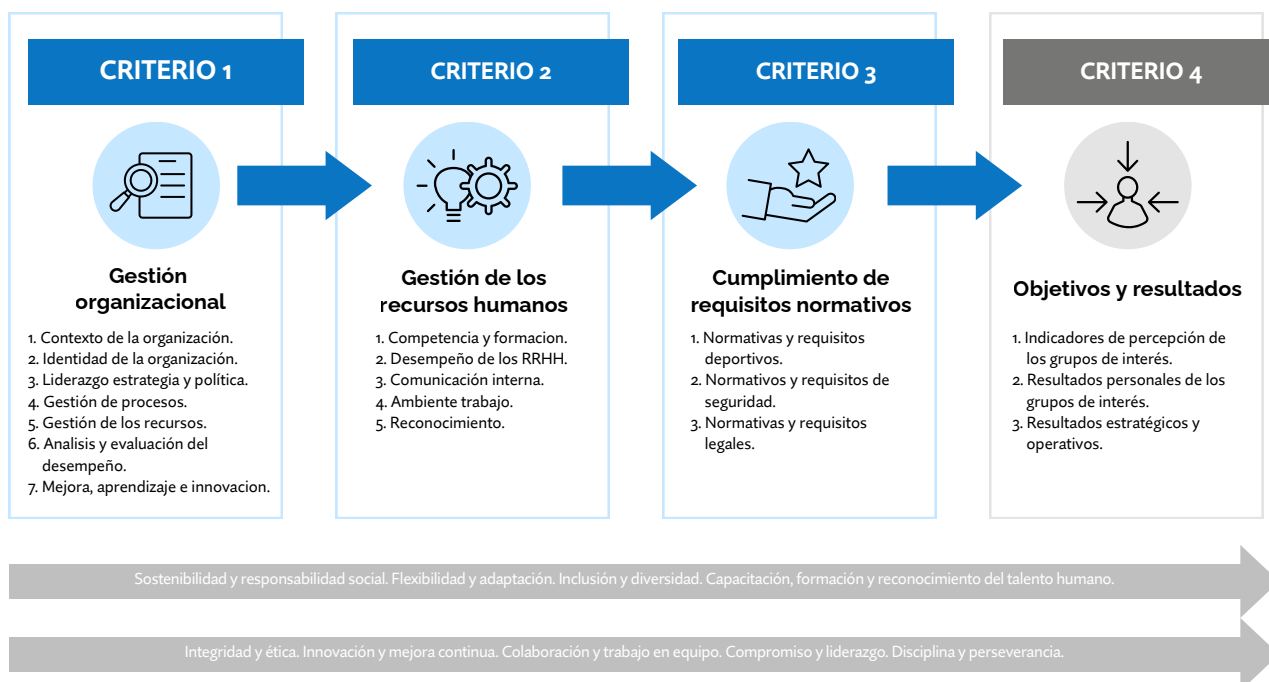 CRITERIO 1
Gestión
organizacional
1. Contexto de la organización.
2. Identidad de la organización.
3. Liderazgo estrategia y política.
4. Gestión de procesos.
5. Gestión de los recursos.
6. Analisis y evaluación del
desempeño.
7. Mejora, aprendizaje e innovacion.
CRITERIO 2
Gestión de los
recursos humanos
1. Competencia y formacion.
2. Desempeño de los RRHH.
3. Comunicación interna.
4. Ambiente trabajo.
5. Reconocimiento.
CRITERIO 3
Cumplimiento de
requisitos normativos
1. Normativas y requisitos
deportivos.
2. Normativos y requisitos de
seguridad.
3. Normativas y requisitos
legales.
CRITERIO 4
Objetivos y resultados
1. Indicadores de percepción de
los grupos de interés.
2. Resultados personales de los
grupos de interés.
3. Resultados estratégicos y
operativos.
Sostenibilidad y responsabilidad social. Flexibilidad y adaptación. Inclusión y diversidad. Capacitación, formación y reconocimiento del talento humano.
Integridad y ética. Innovación y mejora continua. Colaboración y trabajo en equipo. Compromiso y liderazgo. Disciplina y perseverancia.